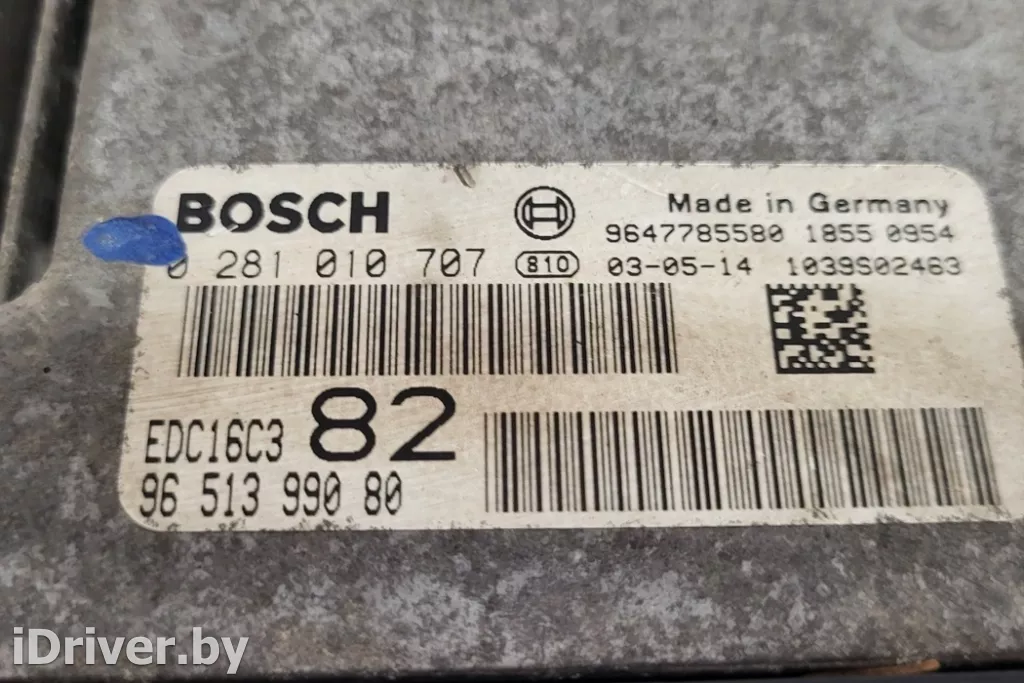 BOSCH
Made in Germany
9647785580 1855 0954
0 281 010 707 810 03-05-14 1039S02463
EDC16C3 82
96 513 990 80
iDriver.by